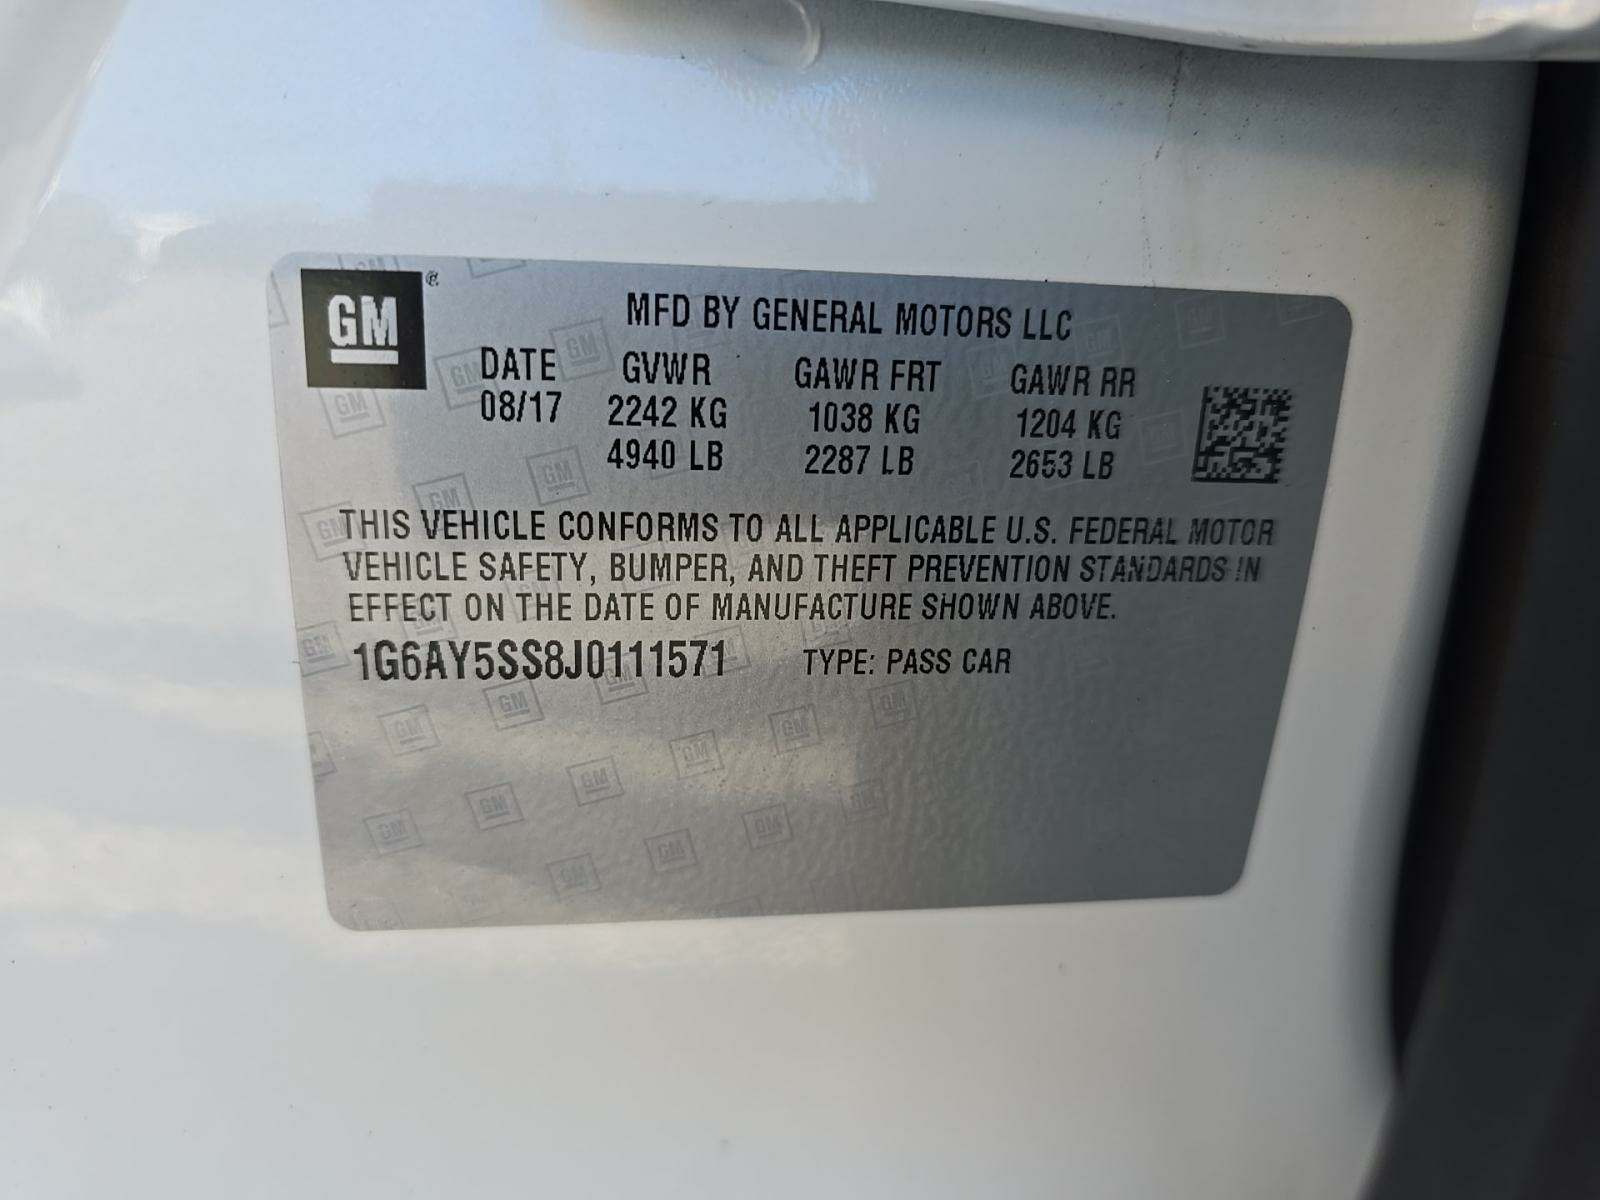 GM
MFD BY GENERAL MOTORS LLC
DATE GVWR GAWR FRT GAWR RR
08/17 2242 KG 1038 KG 1204 KG
4940 LB 2287 LB 2653 LB
THIS VEHICLE CONFORMS TO ALL APPLICABLE U.S. FEDERAL MOTOR
VEHICLE SAFETY, BUMPER, AND THEFT PREVENTION STANDARDS IN
EFFECT ON THE DATE OF MANUFACTURE SHOWN ABOVE.
1G6AY5SS8J0111571 TYPE: PASS CAR